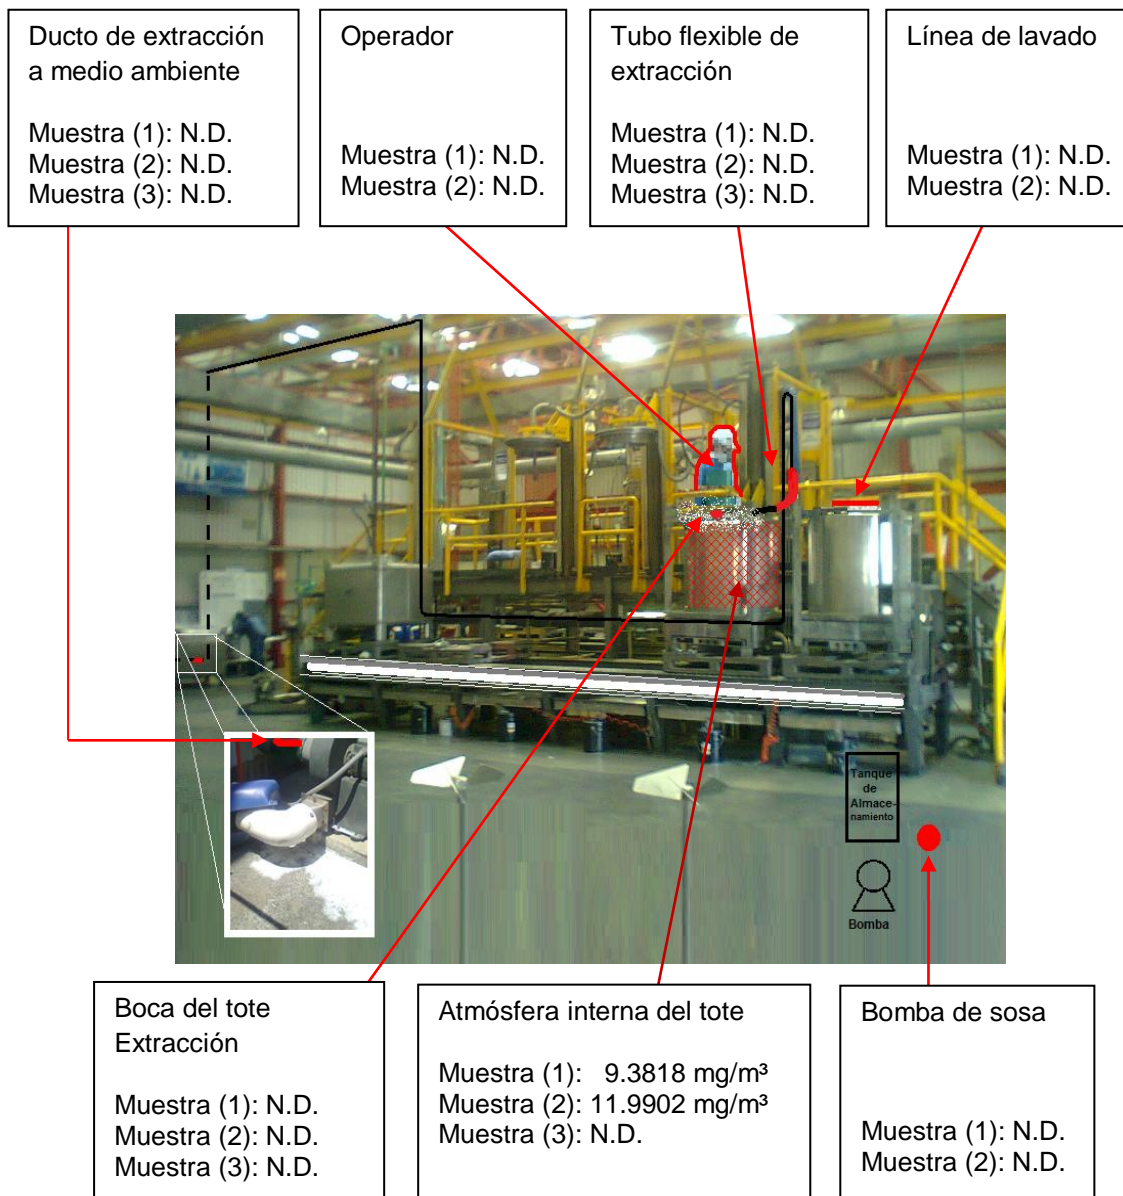 Ducto de extracción
a medio ambiente
Muestra (1): N.D.
Muestra (2): N.D.
Muestra (3): N.D.
Operador
Muestra (1): N.D.
Muestra (2): N.D.
Tubo flexible de
extracción
Muestra (1): N.D.
Muestra (2): N.D.
Muestra (3): N.D.
Línea de lavado
Muestra (1): N.D.
Muestra (2): N.D.
Tanque
de
Almace-
namiento
Bomba
Boca del tote
Extracción
Muestra (1): N.D.
Muestra (2): N.D.
Muestra (3): N.D.
Atmósfera interna del tote
Muestra (1): 9.3818 mg/m³
Muestra (2): 11.9902 mg/m³
Muestra (3): N.D.
Bomba de sosa
Muestra (1): N.D.
Muestra (2): N.D.